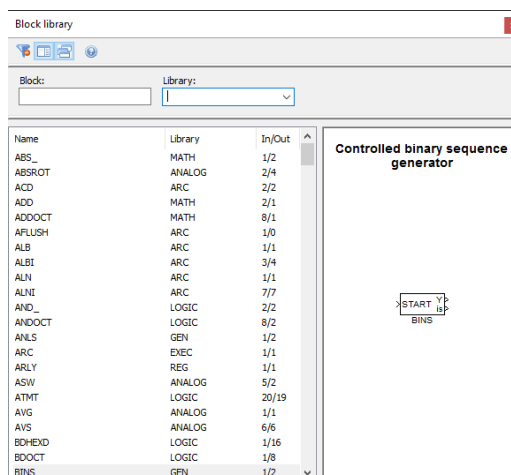 Block library
Block:
Library:
Name Library In/Out
ABS_ MATH 1/2
ABSROT ANALOG 2/4
ACD ARC 2/2
ADD MATH 2/1
ADDOCT MATH 8/1
AFLUSH ARC 1/0
ALB ARC 1/1
ALBI ARC 3/4
ALN ARC 1/1
ALNI ARC 7/7
AND_ LOGIC 2/2
ANDOCT LOGIC 8/2
ANLS GEN 1/2
ARC EXEC 1/1
ARLY REG 1/1
ASW ANALOG 5/2
ATMT LOGIC 20/19
AVG ANALOG 1/1
AVS ANALOG 6/6
BDHEXD LOGIC 1/16
BDOCT LOGIC 1/8
BINS GEN 1/2
Controlled binary sequence
generator
START Y
is
BINS